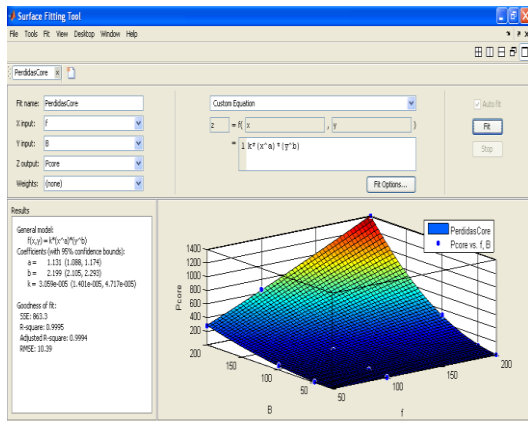 Surface Fitting Tool
File Tools Fit View Desktop Window Help
PerdidasCore x
Fit name: PerdidasCore
X input: f
Y input: B
Z output: Pcore
Weights: (none)
Custom Equation
z = f( x , y )
= 1 k*(x^a)*(y^b)
Fit Options...
Auto fit
Fit
Stop
Results
General model:
f(x,y) = k*(x^a)*(y^b)
Coefficients (with 95% confidence bounds):
a = 1.131 (1.088, 1.174)
b = 2.199 (2.105, 2.293)
k = 3.059e-005 (1.401e-005, 4.717e-005)
Goodness of fit:
SSE: 863.3
R-square: 0.9995
Adjusted R-square: 0.9994
RMSE: 10.39
PerdidasCore
Pcore vs. f, B
1400
1200
1000
800
600
400
200
Pcore
200
150
100
50
B
50
100
150
200
f